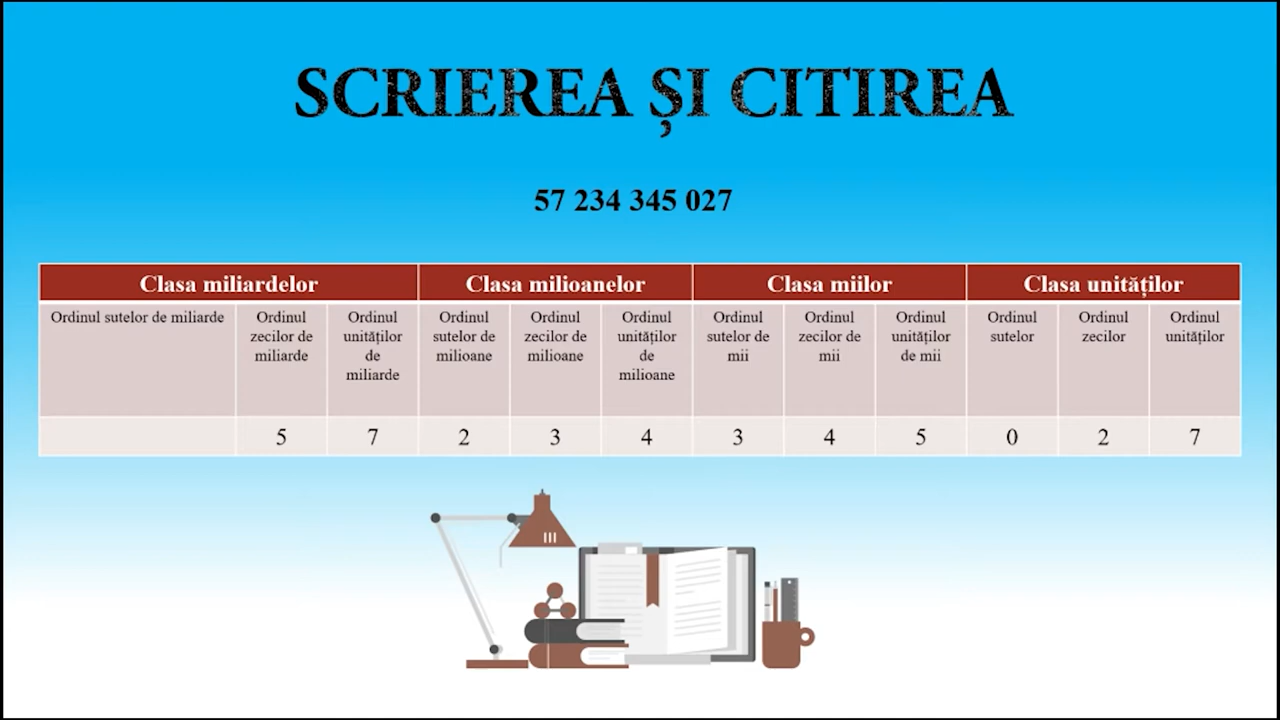 SCRIEREA ȘI CITIREA
57 234 345 027
Clasa miliardelor Clasa milioanelor Clasa miilor Clasa unităților
Ordinul sutelor de miliarde
Ordinul
zecilor de
miliarde
Ordinul
unităților
de
miliarde
Ordinul
sutelor de
milioane
Ordinul
zecilor de
milioane
Ordinul
unităților
de
milioane
Ordinul
sutelor de
mii
Ordinul
zecilor de
mii
Ordinul
unităților
de mii
Ordinul
sutelor
Ordinul
zecilor
Ordinul
unităților
5 7 2 3 4 3 4 5 0 2 7